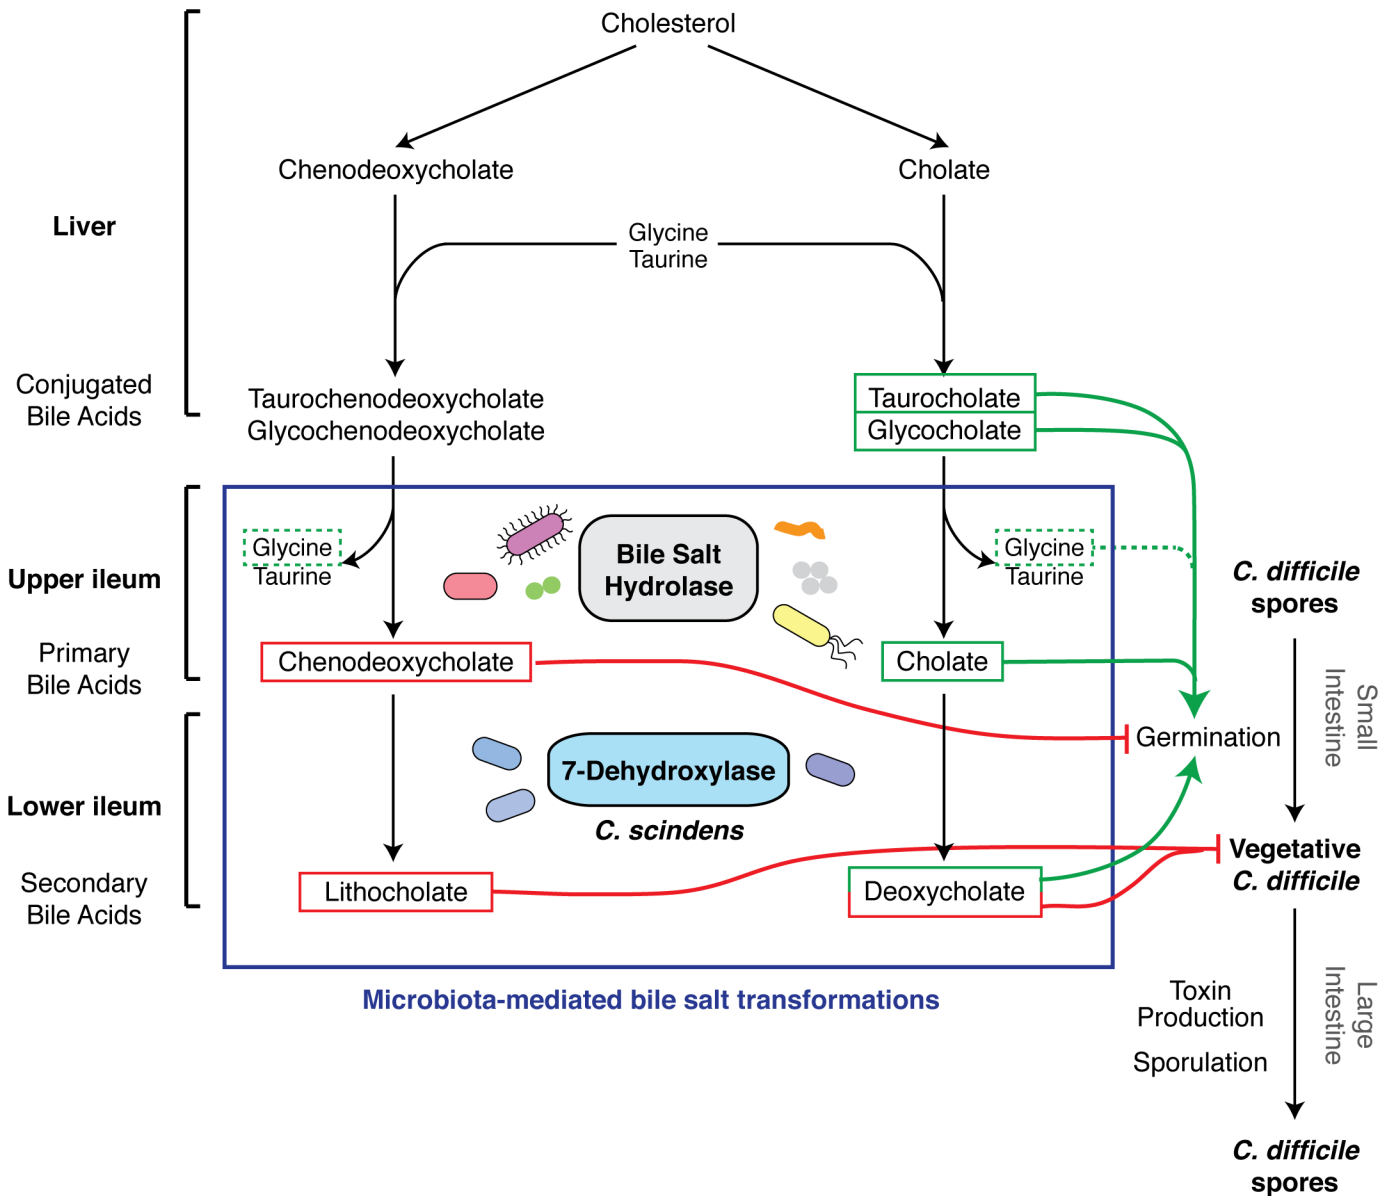 Cholesterol
Chenodeoxycholate
Cholate
Liver
Glycine
Taurine
Conjugated
Bile Acids
Taurochenodeoxycholate
Glycochenodeoxycholate
Taurocholate
Glycocholate
Upper ileum
Glycine
Taurine
Bile Salt
Hydrolase
Glycine
Taurine
C. difficile
spores
Primary
Bile Acids
Chenodeoxycholate
Cholate
Small
Intestine
Germination
Lower ileum
7-Dehydroxylase
C. scindens
Vegetative
C. difficile
Secondary
Bile Acids
Lithocholate
Deoxycholate
Microbiota-mediated bile salt transformations
Toxin
Production
Sporulation
Large
Intestine
C. difficile
spores